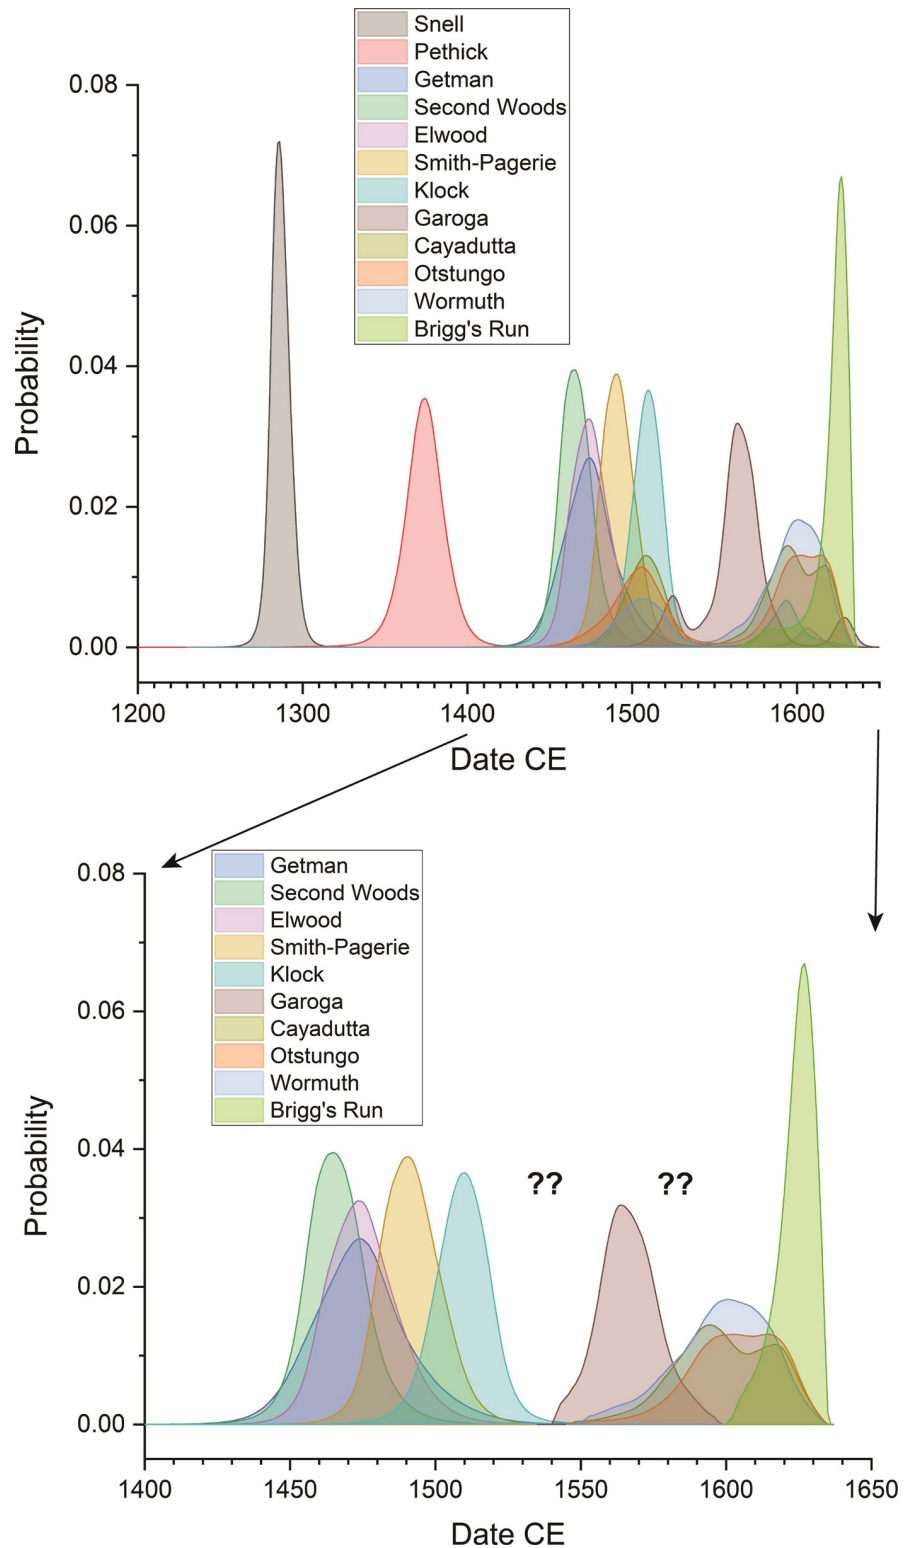 Snell
Pethick
Getman
Second Woods
Elwood
Smith-Pagerie
Klock
Garoga
Cayadutta
Otstungo
Wormuth
Brigg's Run
0.08
0.06
0.04
0.02
0.00
Probability
1200 1300 1400 1500 1600
Date CE
Getman
Second Woods
Elwood
Smith-Pagerie
Klock
Garoga
Cayadutta
Otstungo
Wormuth
Brigg's Run
0.08
0.06
0.04
0.02
0.00
Probability
?? ??
1400 1450 1500 1550 1600 1650
Date CE